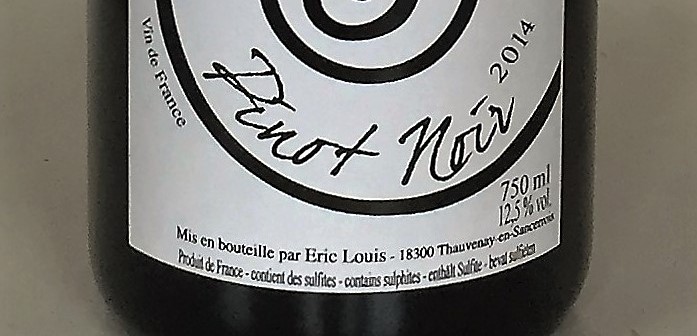 Vin de France
Pinot Noir 2014
750 ml
12,5 % vol.
Mis en bouteille par Eric Louis - 18300 Thauvenay-en-Sancerrois
Produit de France - contient des sulfites - contains sulphites - enthält Sulfite - bevat sulfieten